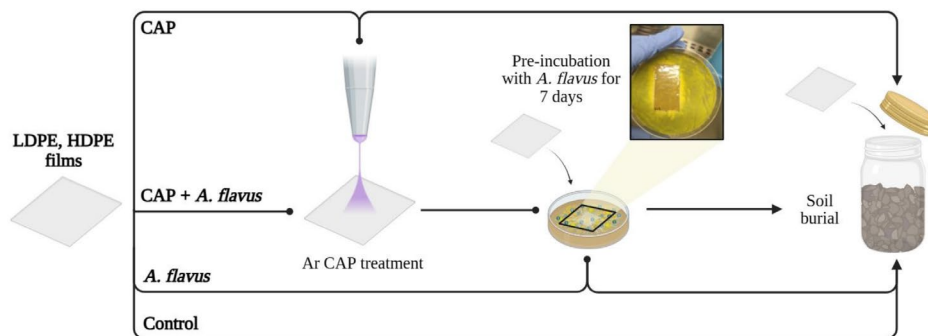 CAP
Pre-incubation
with A. flavus for
7 days
LDPE, HDPE
films
CAP + A. flavus
Soil
burial
Ar CAP treatment
A. flavus
Control